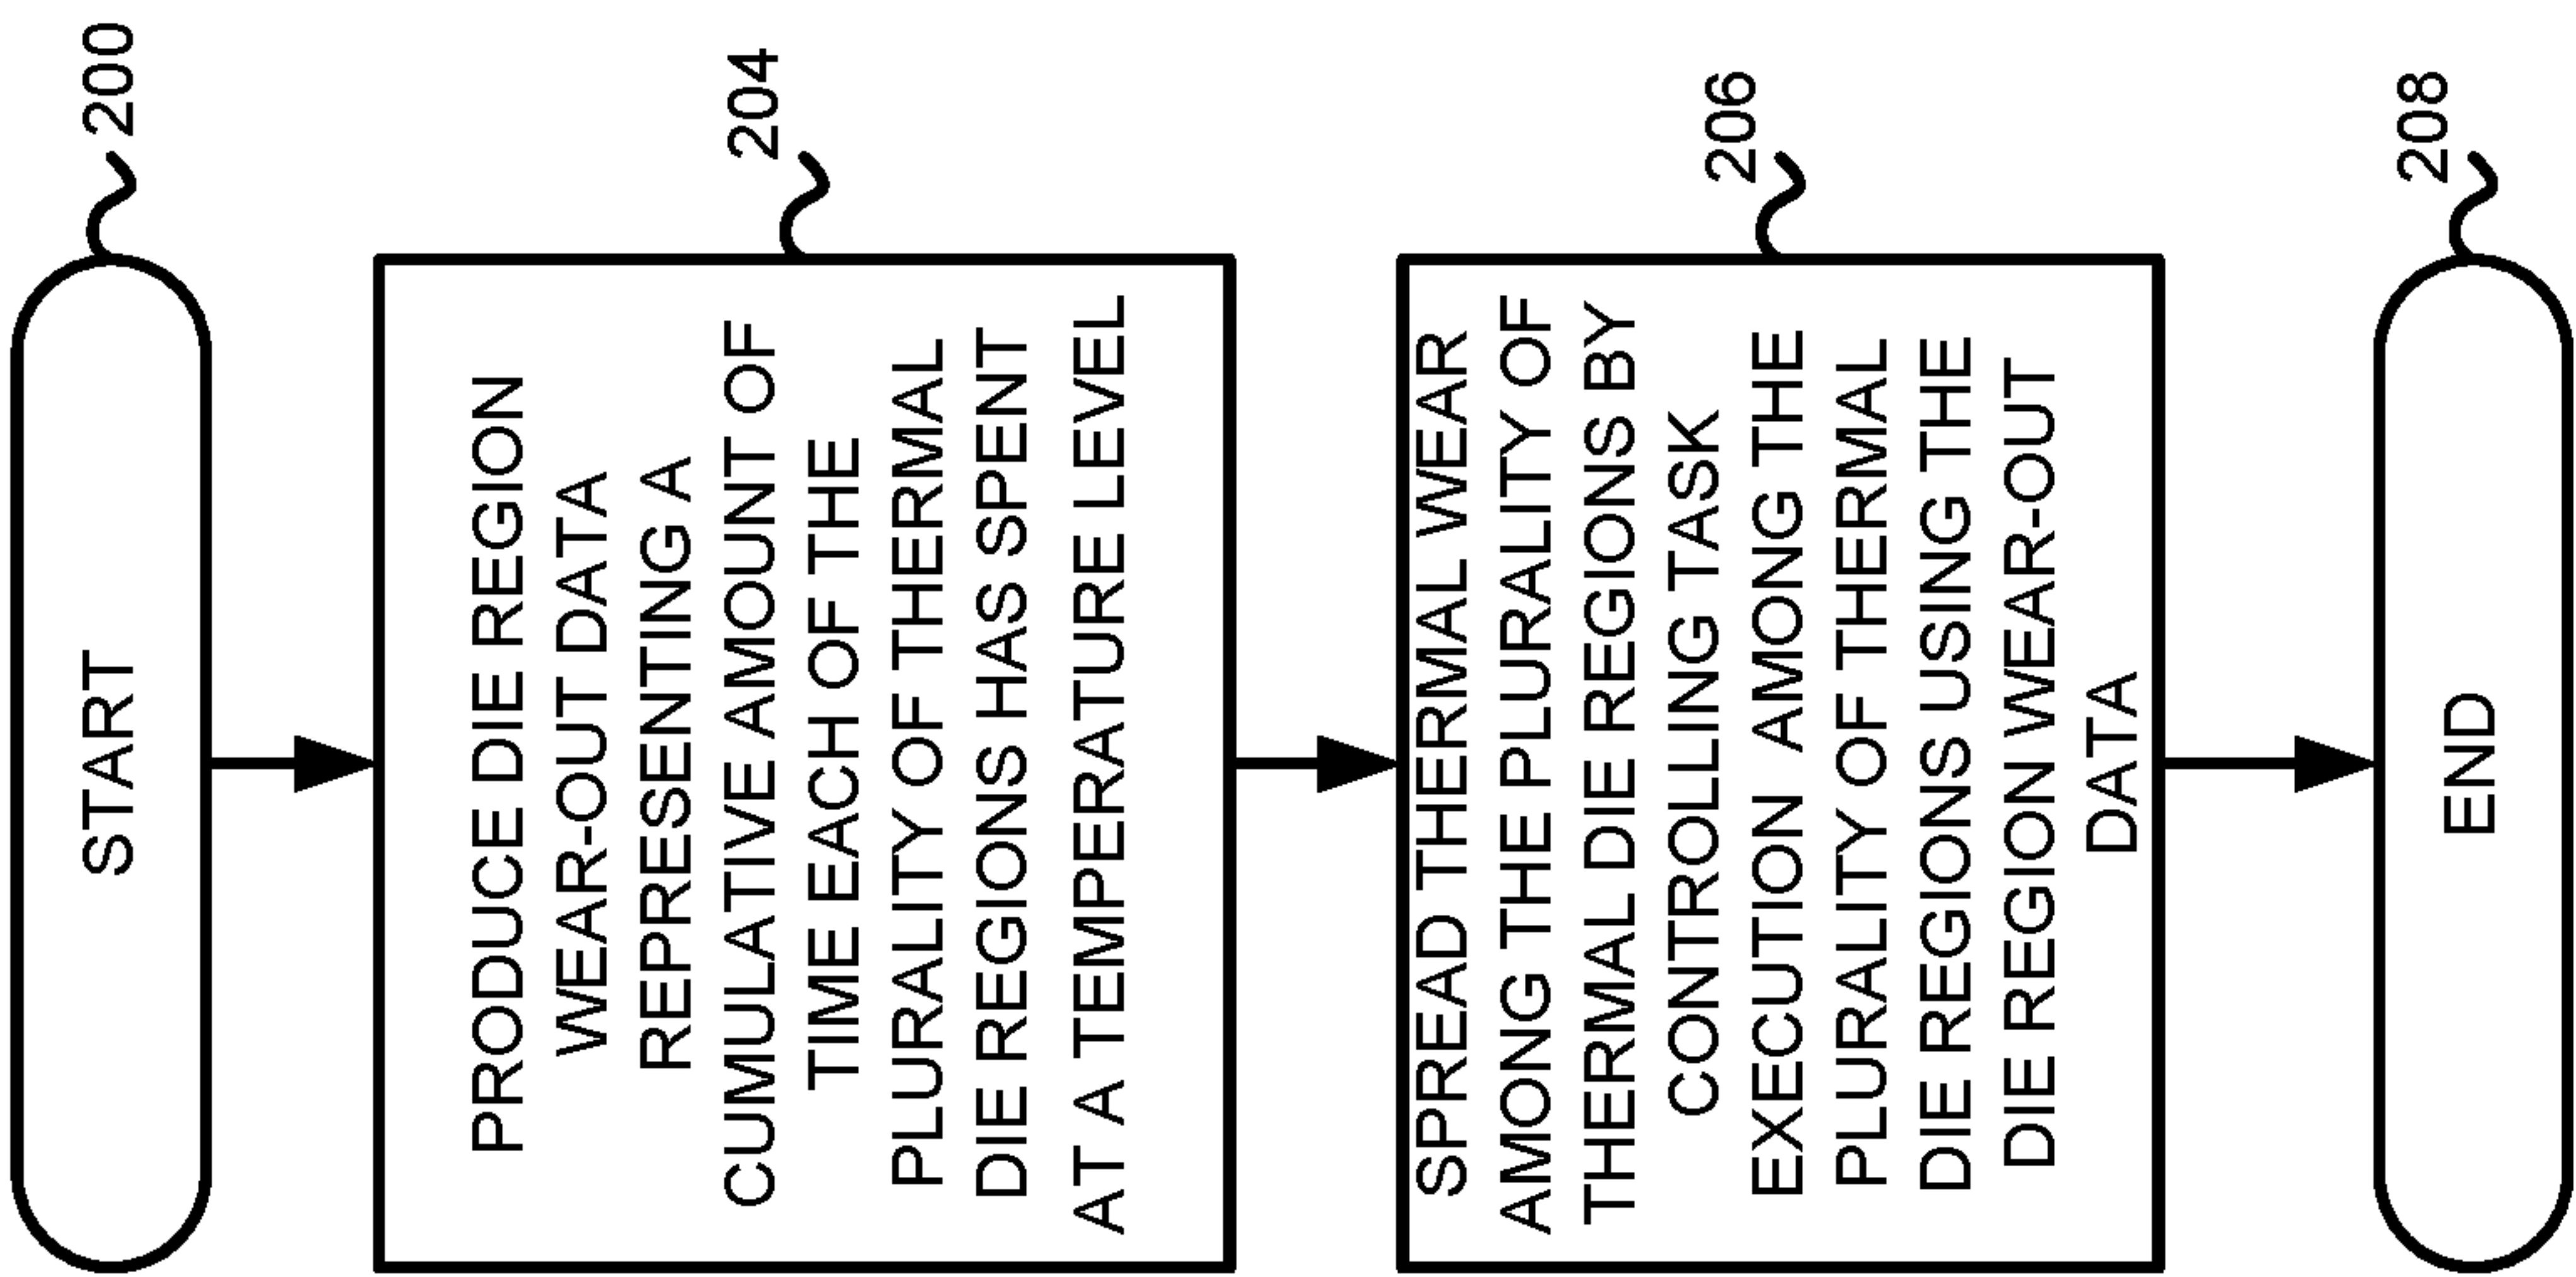 START
200
PRODUCE DIE REGION
WEAR-OUT DATA
REPRESENTING A
CUMULATIVE AMOUNT OF
TIME EACH OF THE
PLURALITY OF THERMAL
DIE REGIONS HAS SPENT
AT A TEMPERATURE LEVEL
204
SPREAD THERMAL WEAR
AMONG THE PLURALITY OF
THERMAL DIE REGIONS BY
CONTROLLING TASK
EXECUTION AMONG THE
PLURALITY OF THERMAL
DIE REGIONS USING THE
DIE REGION WEAR-OUT
DATA
206
END
208